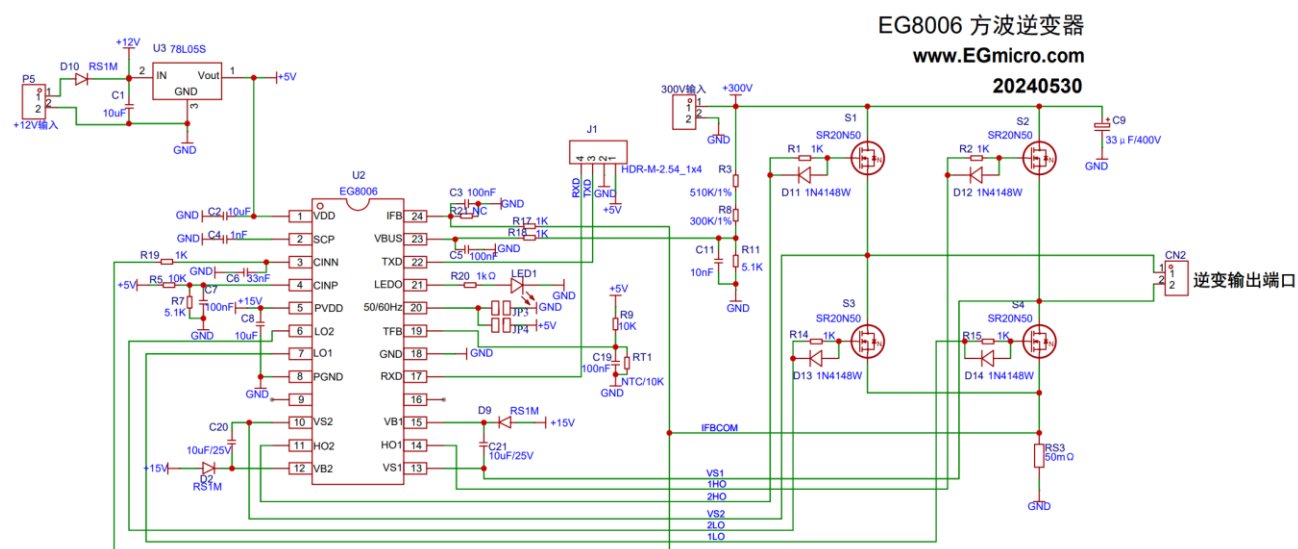 EG8006 方波逆变器
www.EGmicro.com
20240530
+12V
U3 78L05S
D10 RS1M
2 IN Vout 1
+5V
GND
3
P5
1
2
+12V输入
C1
10uF
GND
300V输入
1
2
GND
+300V
S1
SR20N50
S2
SR20N50
C9
33μF/400V
GND
J1
4 3 2 1
HDR-M-2.54_1x4
RXD
TXD
GND
+5V
R1 1K
D11 1N4148W
R2 1K
D12 1N4148W
R3
510K/1%
R8
300K/1%
C11
10nF
R11
5.1K
GND
U2
EG8006
1 VDD
2 SCP
3 CINN
4 CINP
5 PVDD
6 LO2
7 LO1
8 PGND
9
10 VS2
11 HO2
12 VB2
IFB 24
VBUS 23
TXD 22
LEDO 21
50/60Hz 20
TFB 19
GND 18
RXD 17
16
VB1 15
HO1 14
VS1 13
GND C2 10uF
GND C4 1nF
R19 1K
GND
C6 33nF
+5V R5 10K
R7
5.1K
C7
100nF
GND
+15V
C8
10uF
GND
C20
10uF/25V
+15V
D2
RS1M
C3 100nF
GND
R21 NC
R17 1K
R18 1K
C5 100nF
GND
R20 1kΩ
LED1
GND
JP3
GND
JP4
+5V
GND
+5V
R9
10K
C19
100nF
RT1
NTC/10K
GND
D9
RS1M
+15V
C21
10uF/25V
S3
SR20N50
S4
SR20N50
R14 1K
D13 1N4148W
R15 1K
D14 1N4148W
CN2
1
2
逆变输出端口
IFBCOM
RS3
50mΩ
GND
VS1
1HO
2HO
VS2
2LO
1LO